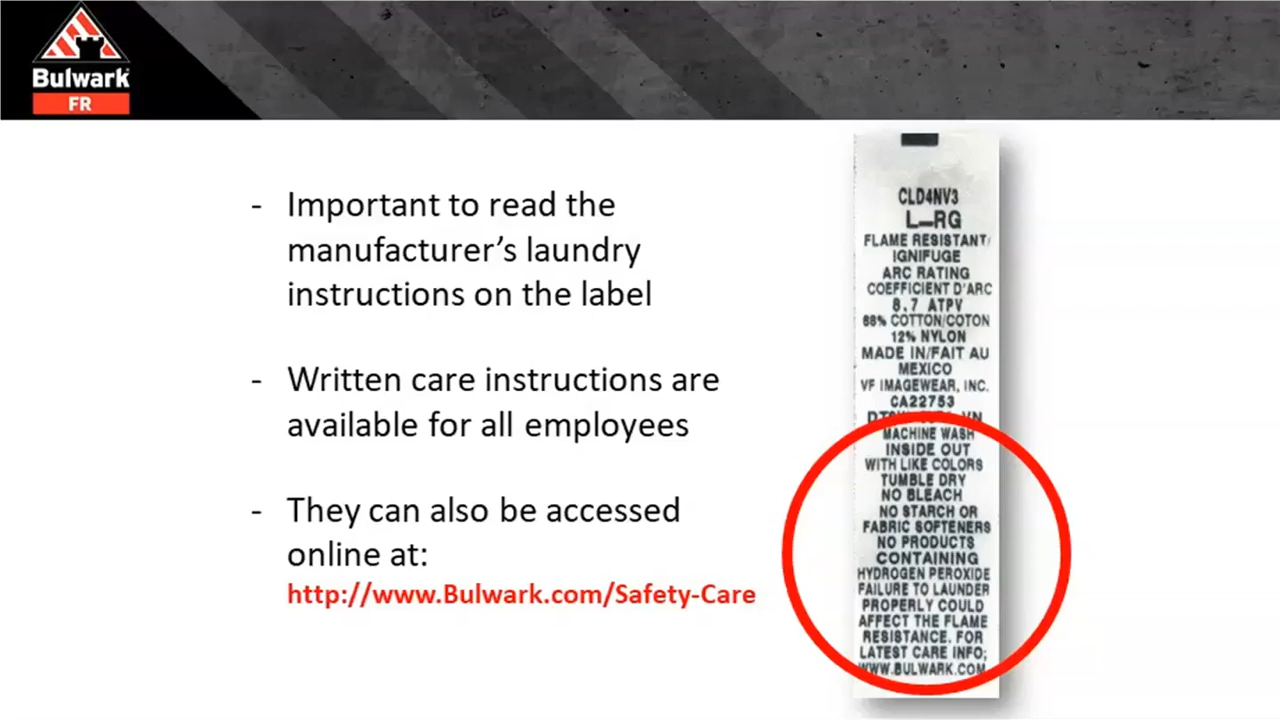 Bulwark
FR
- Important to read the
manufacturer’s laundry
instructions on the label
- Written care instructions are
available for all employees
- They can also be accessed
online at:
http://www.Bulwark.com/Safety-Care
CLD4NV3
L–RG
FLAME RESISTANT/
IGNIFUGE
ARC RATING
COEFFICIENT D'ARC
8.7 ATPV
88% COTTON/COTON
12% NYLON
MADE IN/FAIT AU
MEXICO
VF IMAGEWEAR, INC.
CA22753
MACHINE WASH
INSIDE OUT
WITH LIKE COLORS
TUMBLE DRY
NO BLEACH
NO STARCH OR
FABRIC SOFTENERS
NO PRODUCTS
CONTAINING
HYDROGEN PEROXIDE
FAILURE TO LAUNDER
PROPERLY COULD
AFFECT THE FLAME
RESISTANCE. FOR
LATEST CARE INFO;
WWW.BULWARK.COM